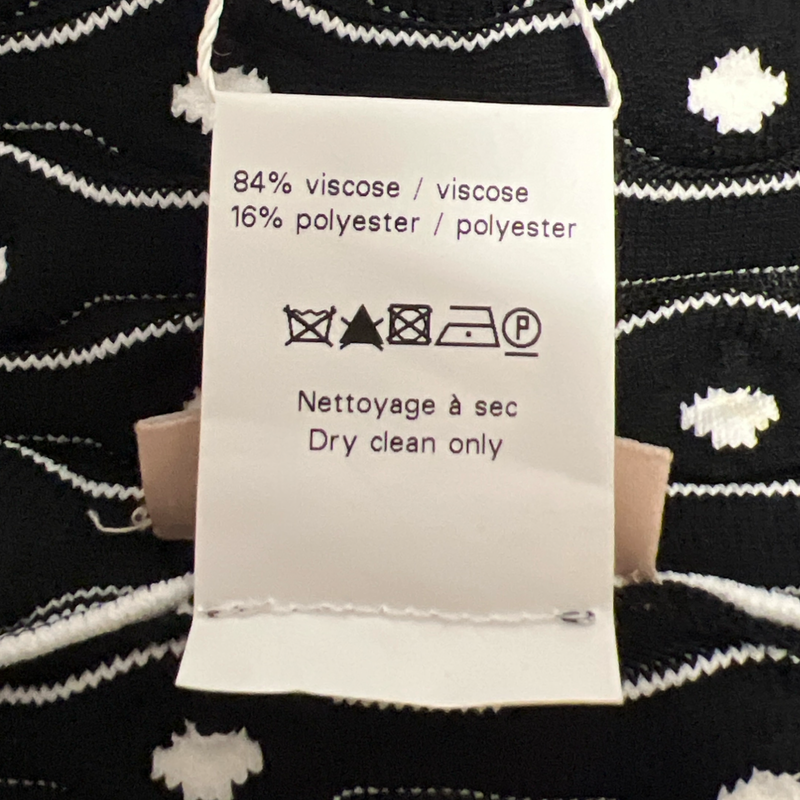 84% viscose / viscose
16% polyester / polyester
P
Nettoyage à sec
Dry clean only